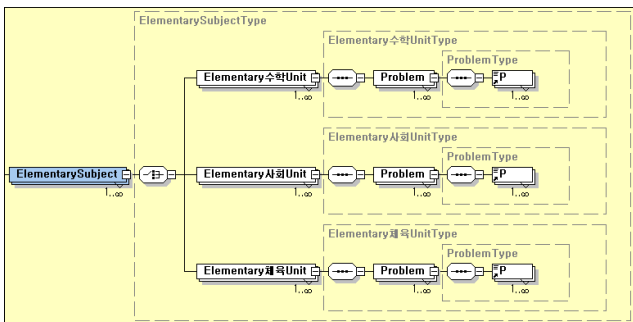 ElementarySubjectType
Elementary수학UnitType
ProblemType
Elementary수학Unit
Problem
P
1..∞
1..∞
1..∞
Elementary사회UnitType
ProblemType
ElementarySubject
Elementary사회Unit
Problem
P
1..∞
1..∞
1..∞
1..∞
Elementary체육UnitType
ProblemType
Elementary체육Unit
Problem
P
1..∞
1..∞
1..∞